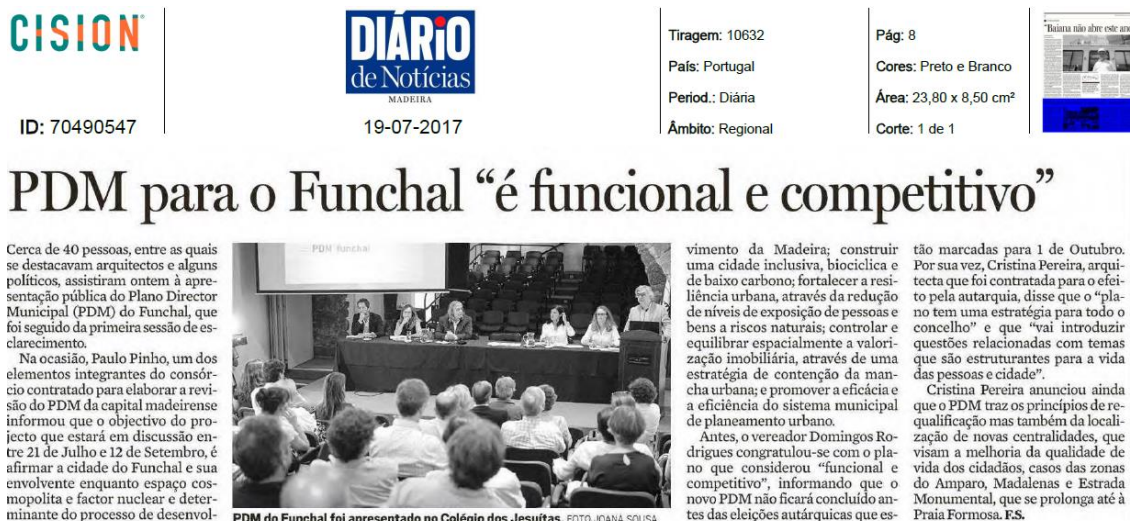 CISION
DIÁRIO
de Notícias
MADEIRA
ID: 70490547
19-07-2017
Tiragem: 10632
País: Portugal
Period.: Diária
Âmbito: Regional
Pág: 8
Cores: Preto e Branco
Área: 23,80 x 8,50 cm²
Corte: 1 de 1
"Baiana não abre este ano
PDM para o Funchal “é funcional e competitivo”
Cerca de 40 pessoas, entre as quais
se destacavam arquitectos e alguns
políticos, assistiram ontem à apre-
sentação pública do Plano Director
Municipal (PDM) do Funchal, que
foi seguido da primeira sessão de es-
clarecimento.
Na ocasião, Paulo Pinho, um dos
elementos integrantes do consór-
cio contratado para elaborar a revi-
são do PDM da capital madeirense
informou que o objectivo do pro-
jecto que estará em discussão en-
tre 21 de Julho e 12 de Setembro, é
afirmar a cidade do Funchal e sua
envolvente enquanto espaço cos-
mopolita e factor nuclear e deter-
minante do processo de desenvol-
PDM funchal
PDM do Funchal foi apresentado no Colégio dos Jesuítas. FOTO JOANA SOUSA
vimento da Madeira; construir
uma cidade inclusiva, biociclica e
de baixo carbono; fortalecer a resi-
liência urbana, através da redução
de níveis de exposição de pessoas e
bens a riscos naturais; controlar e
equilibrar espacialmente a valori-
zação imobiliária, através de uma
estratégia de contenção da man-
cha urbana; e promover a eficácia e
a eficiência do sistema municipal
de planeamento urbano.
Antes, o vereador Domingos Ro-
drigues congratulou-se com o pla-
no que considerou “funcional e
competitivo”, informando que o
novo PDM não ficará concluído an-
tes das eleições autárquicas que es-
tão marcadas para 1 de Outubro.
Por sua vez, Cristina Pereira, arqui-
tecta que foi contratada para o efei-
to pela autarquia, disse que o “pla-
no tem uma estratégia para todo o
concelho” e que “vai introduzir
questões relacionadas com temas
que são estruturantes para a vida
das pessoas e cidade”.
Cristina Pereira anunciou ainda
que o PDM traz os princípios de re-
qualificação mas também da locali-
zação de novas centralidades, que
visam a melhoria da qualidade de
vida dos cidadãos, casos das zonas
do Amparo, Madalenas e Estrada
Monumental, que se prolonga até à
Praia Formosa. F.S.